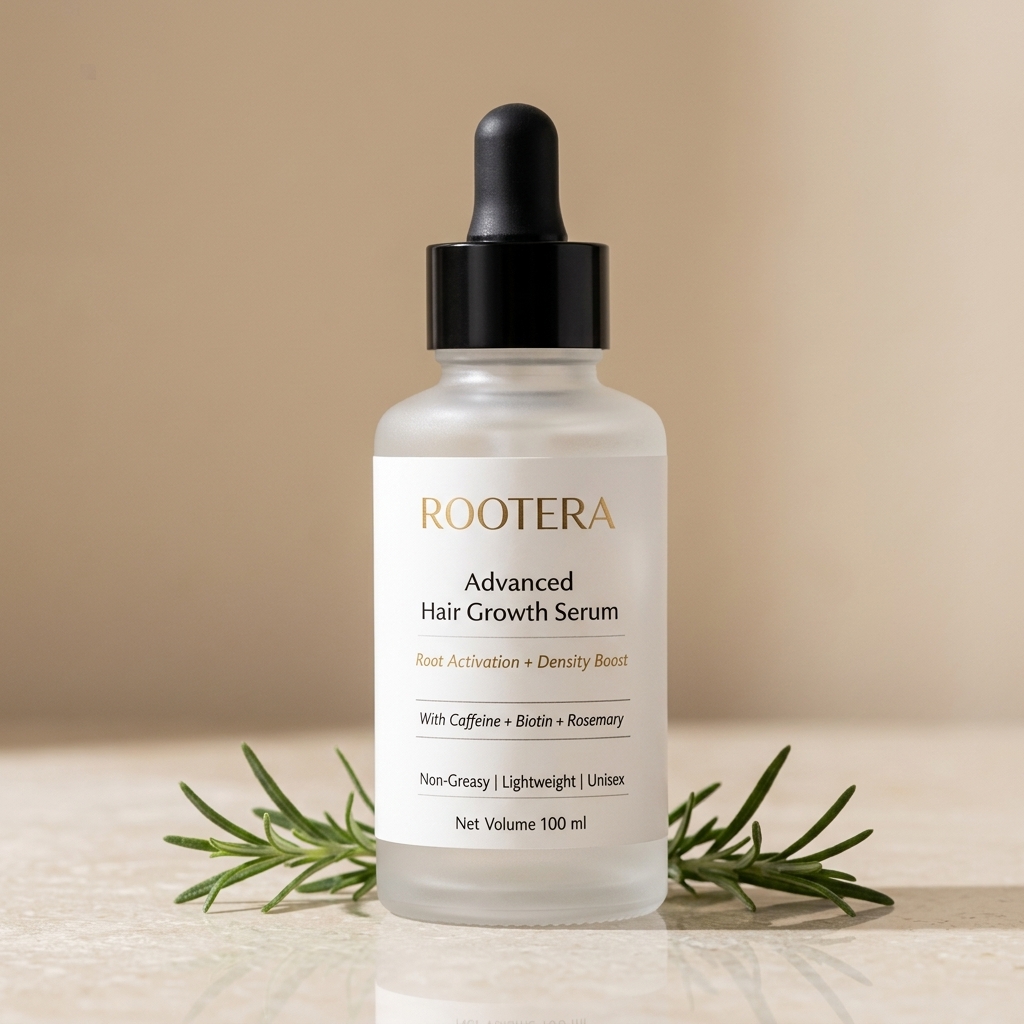 ROOTERA
Advanced
Hair Growth Serum
Root Activation + Density Boost
With Caffeine + Biotin + Rosemary
Non-Greasy | Lightweight | Unisex
Net Volume 100 ml